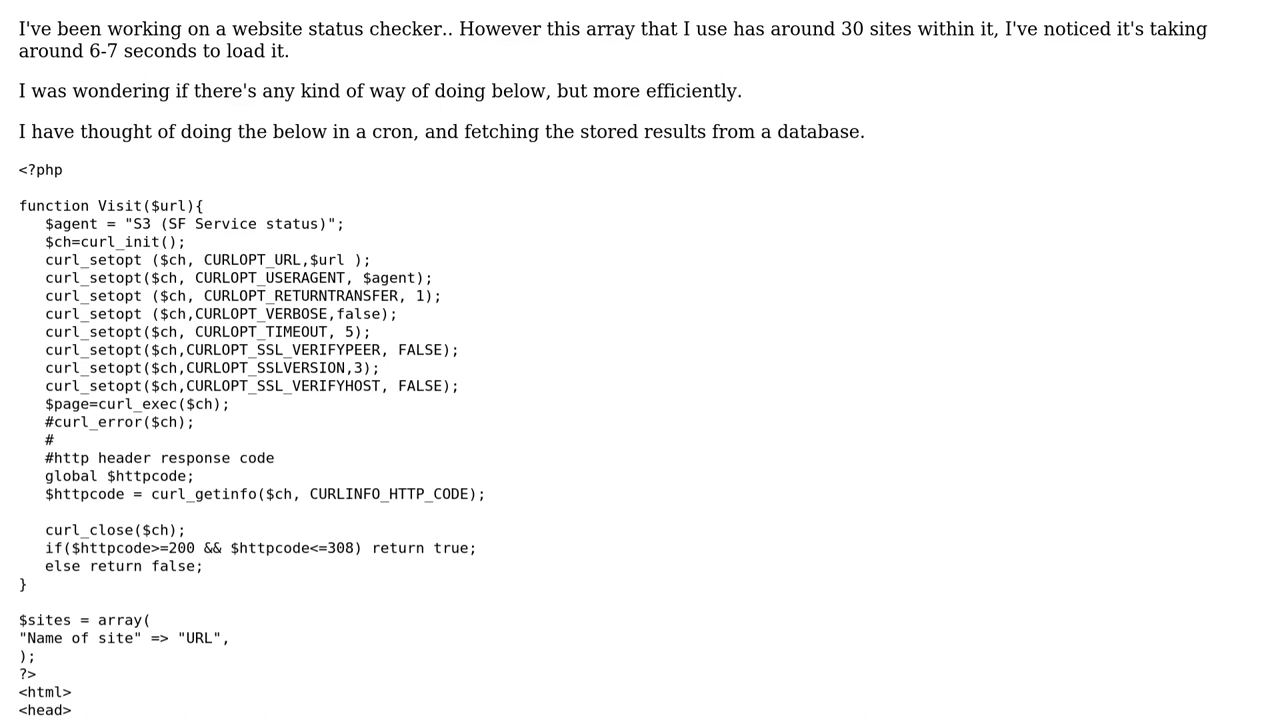 I've been working on a website status checker.. However this array that I use has around 30 sites within it, I've noticed it's taking
around 6-7 seconds to load it.
I was wondering if there's any kind of way of doing below, but more efficiently.
I have thought of doing the below in a cron, and fetching the stored results from a database.
<?php
function Visit($url){
   $agent = "S3 (SF Service status)";
   $ch=curl_init();
   curl_setopt ($ch, CURLOPT_URL,$url );
   curl_setopt($ch, CURLOPT_USERAGENT, $agent);
   curl_setopt ($ch, CURLOPT_RETURNTRANSFER, 1);
   curl_setopt ($ch,CURLOPT_VERBOSE,false);
   curl_setopt($ch, CURLOPT_TIMEOUT, 5);
   curl_setopt($ch,CURLOPT_SSL_VERIFYPEER, FALSE);
   curl_setopt($ch,CURLOPT_SSLVERSION,3);
   curl_setopt($ch,CURLOPT_SSL_VERIFYHOST, FALSE);
   $page=curl_exec($ch);
   #curl_error($ch);
   #
   #http header response code
   global $httpcode;
   $httpcode = curl_getinfo($ch, CURLINFO_HTTP_CODE);
   curl_close($ch);
   if($httpcode>=200 && $httpcode<=308) return true;
   else return false;
}
$sites = array(
"Name of site" => "URL",
);
?>
<html>
<head>